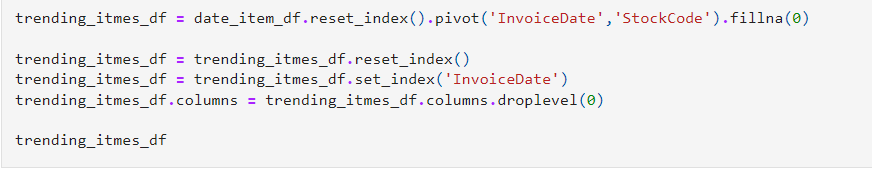 trending_itmes_df = date_item_df.reset_index().pivot('InvoiceDate','StockCode').fillna(0)
trending_itmes_df = trending_itmes_df.reset_index()
trending_itmes_df = trending_itmes_df.set_index('InvoiceDate')
trending_itmes_df.columns = trending_itmes_df.columns.droplevel(0)
trending_itmes_df